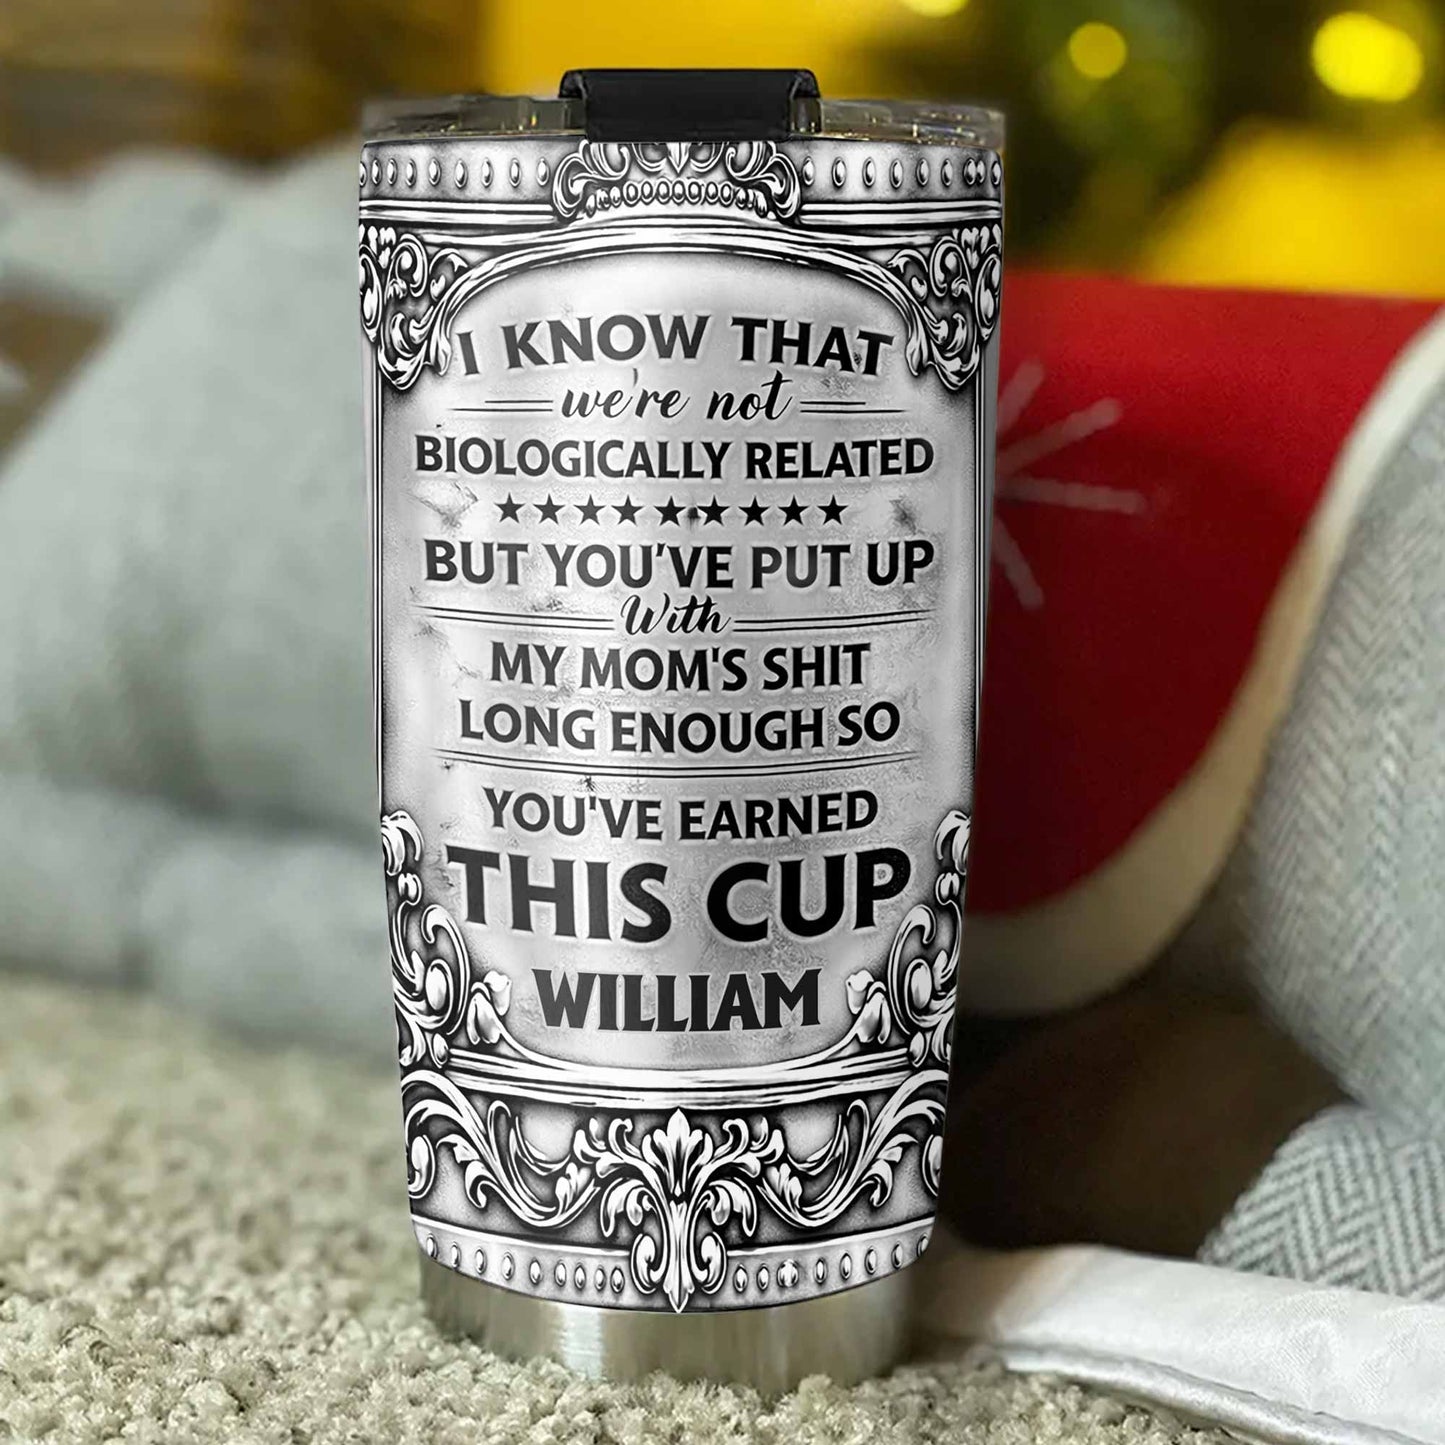 I KNOW THAT
we're not
BIOLOGICALLY RELATED
BUT YOU'VE PUT UP
With
MY MOM'S SHIT
LONG ENOUGH SO
YOU'VE EARNED
THIS CUP
WILLIAM